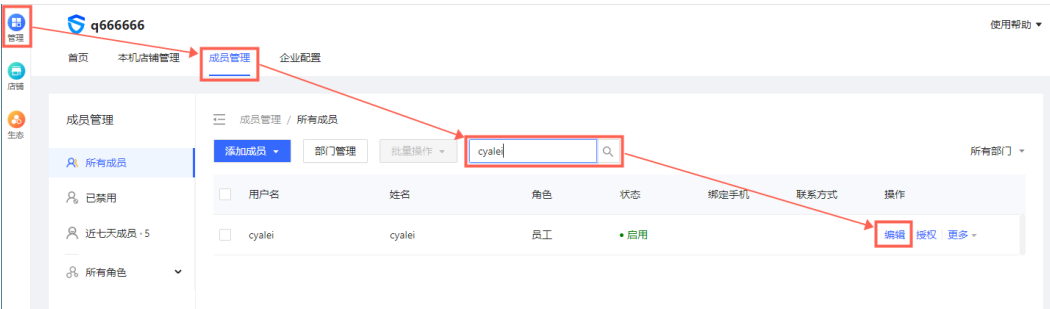 管理
店铺
生态
q666666
使用帮助
首页 本机店铺管理 成员管理 企业配置
成员管理
所有成员
已禁用
近七天成员·5
所有角色
成员管理 / 所有成员
添加成员 部门管理 批量操作 cyalei 所有部门
用户名 姓名 角色 状态 绑定手机 联系方式 操作
cyalei cyalei 员工 启用 编辑 授权 更多